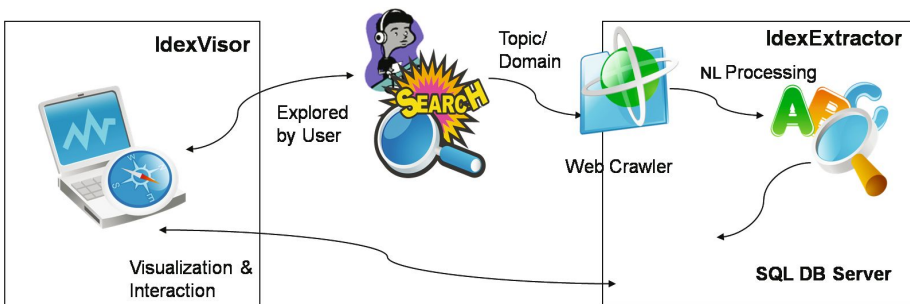 IdexVisor
Explored
by User
Visualization &
Interaction
SEARCH
Topic/
Domain
Web Crawler
IdexExtractor
NL Processing
ABC
SQL DB Server
W
S
E